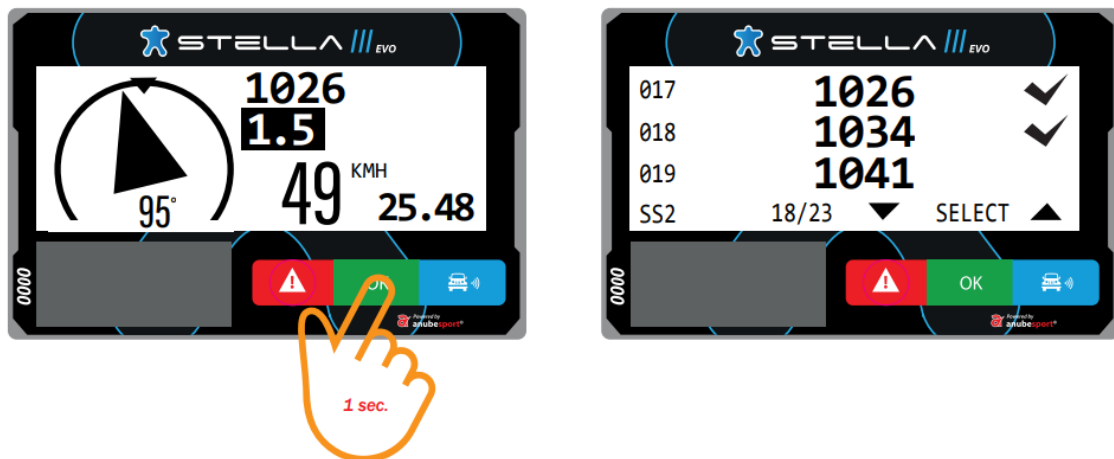 STELLA III EVO
1026
1.5
49 KMH
25.48
95°
0000
OK
Powered by
anubesport®
1 sec.
STELLA III EVO
017 1026
018 1034
019 1041
SS2 18/23 SELECT
0000
OK
Powered by
anubesport®